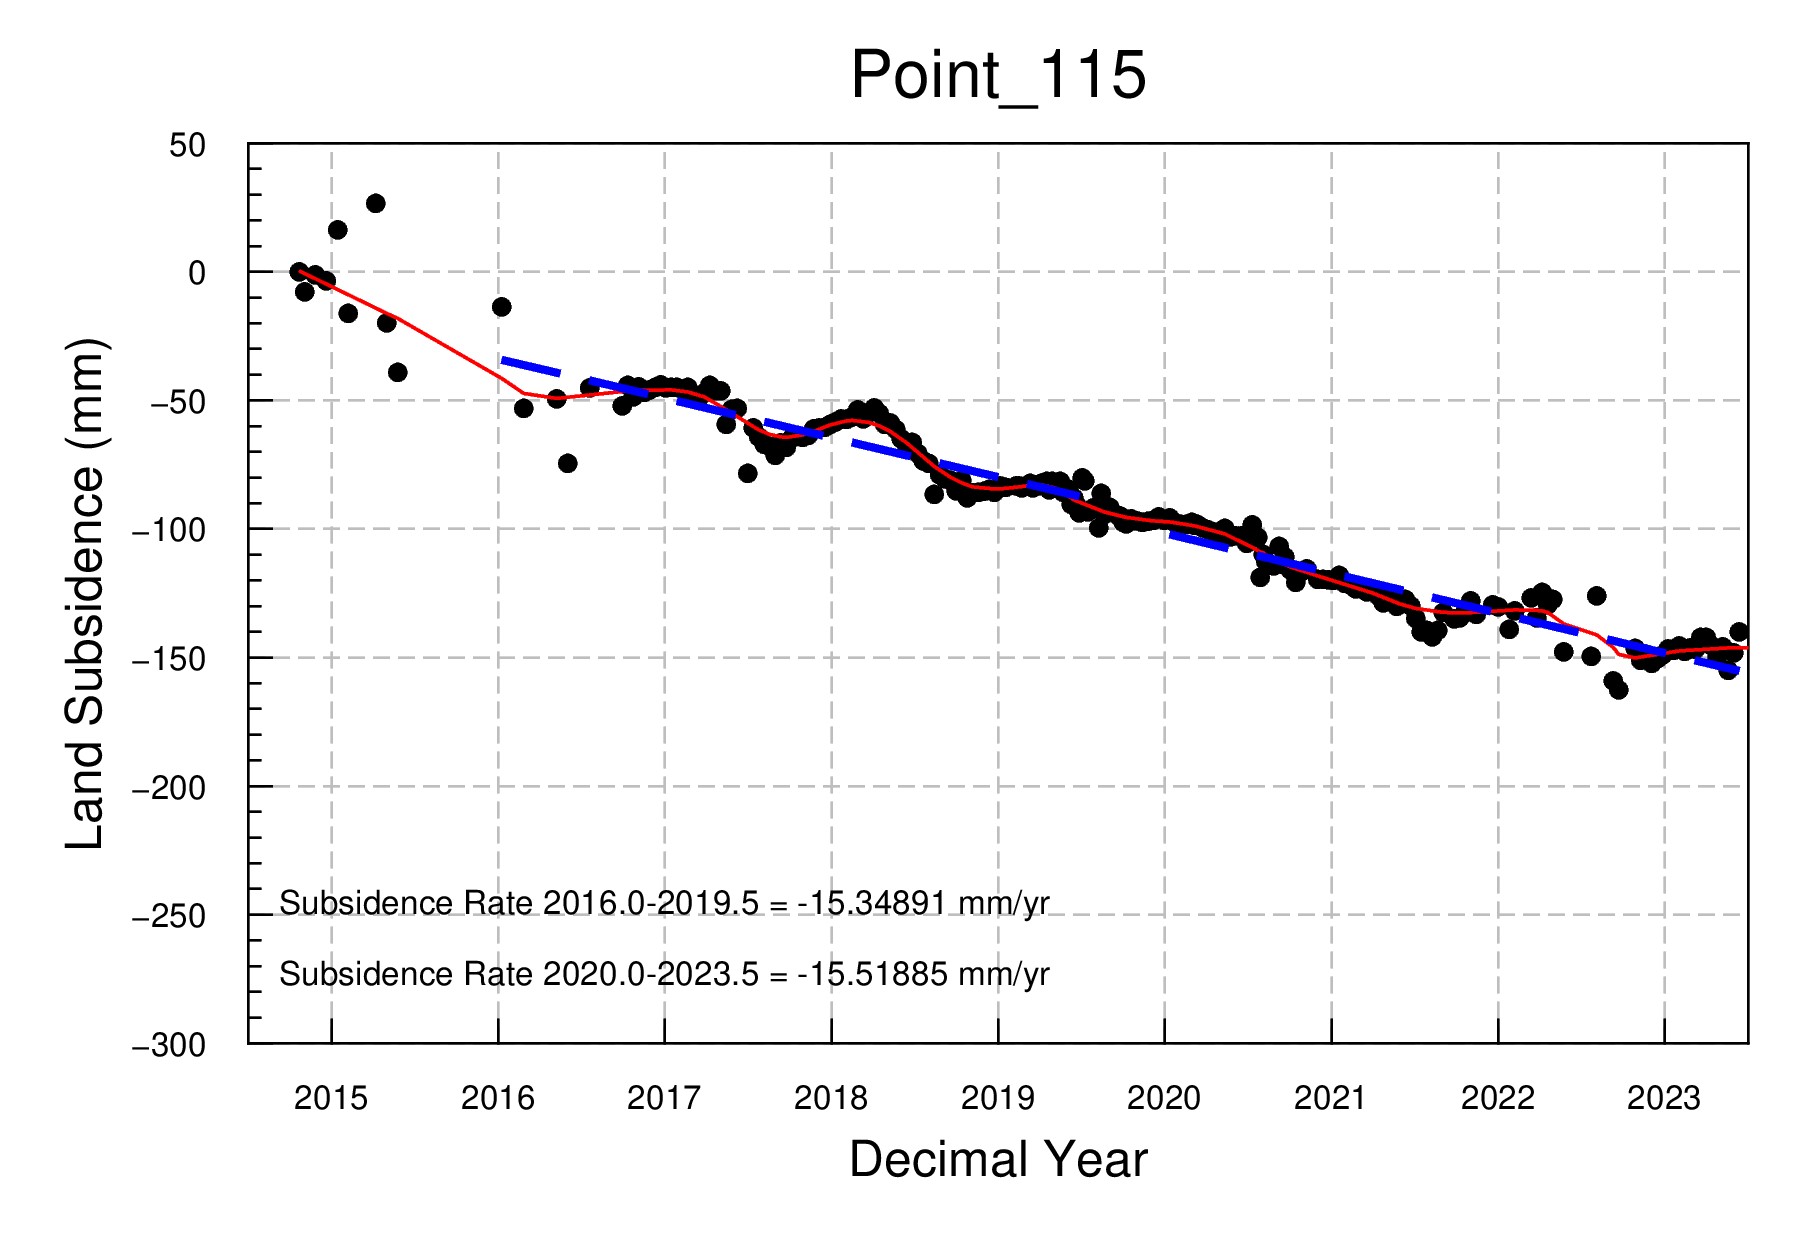 Point_115
50
0
−50
−100
−150
−200
−250
−300
Land Subsidence (mm)
Subsidence Rate 2016.0-2019.5 = -15.34891 mm/yr
Subsidence Rate 2020.0-2023.5 = -15.51885 mm/yr
2015 2016 2017 2018 2019 2020 2021 2022 2023
Decimal Year